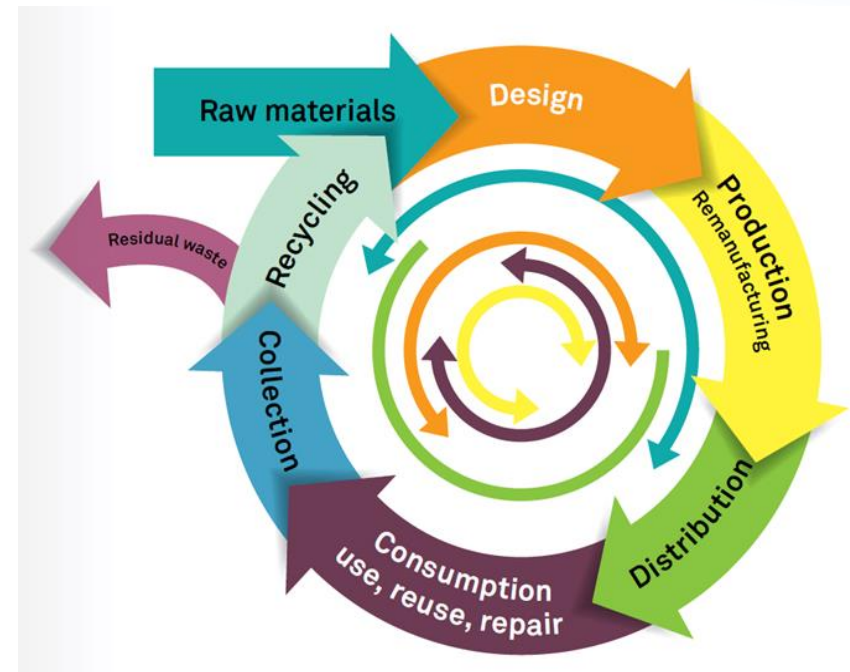 Raw materials
Design
Production
Remanufacturing
Distribution
Consumption
use, reuse, repair
Collection
Recycling
Residual waste